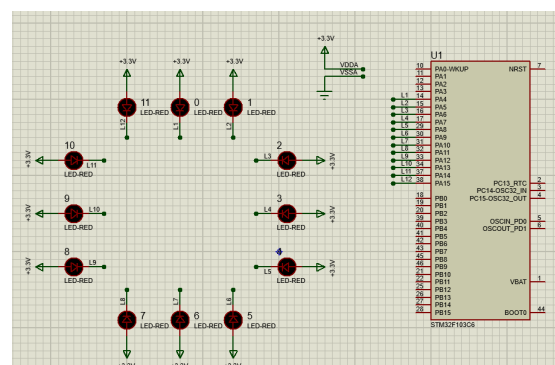 +3.3V
VDDA
VSSA
U1
+3.3V +3.3V +3.3V
11 0 1
LED-RED LED-RED LED-RED
L12 L1 L2
10 2
+3.3V L11 L3 +3.3V
LED-RED LED-RED
9 3
+3.3V L10 L4 +3.3V
LED-RED LED-RED
8 4
+3.3V L9 L5 +3.3V
LED-RED LED-RED
L8 L7 L6
7 6 5
LED-RED LED-RED LED-RED
10 PA0-WKUP NRST 7
11 PA1
12 PA2
13 PA3
L1 14 PA4
L2 15 PA5
L3 16 PA6
L4 17 PA7
L5 29 PA8
L6 30 PA9
L7 31 PA10
L8 32 PA11
L9 33 PA12
L10 34 PA13
L11 37 PA14
L12 38 PA15
PC13_RTC 2
PC14-OSC32_IN 3
PC15-OSC32_OUT 4
18 PB0
19 PB1
20 PB2
39 PB3
40 PB4
41 PB5
42 PB6
43 PB7
45 PB8
46 PB9
21 PB10
22 PB11
25 PB12
26 PB13
27 PB14
28 PB15
OSCIN_PD0 5
OSCOUT_PD1 6
VBAT 1
BOOT0 44
STM32F103C6